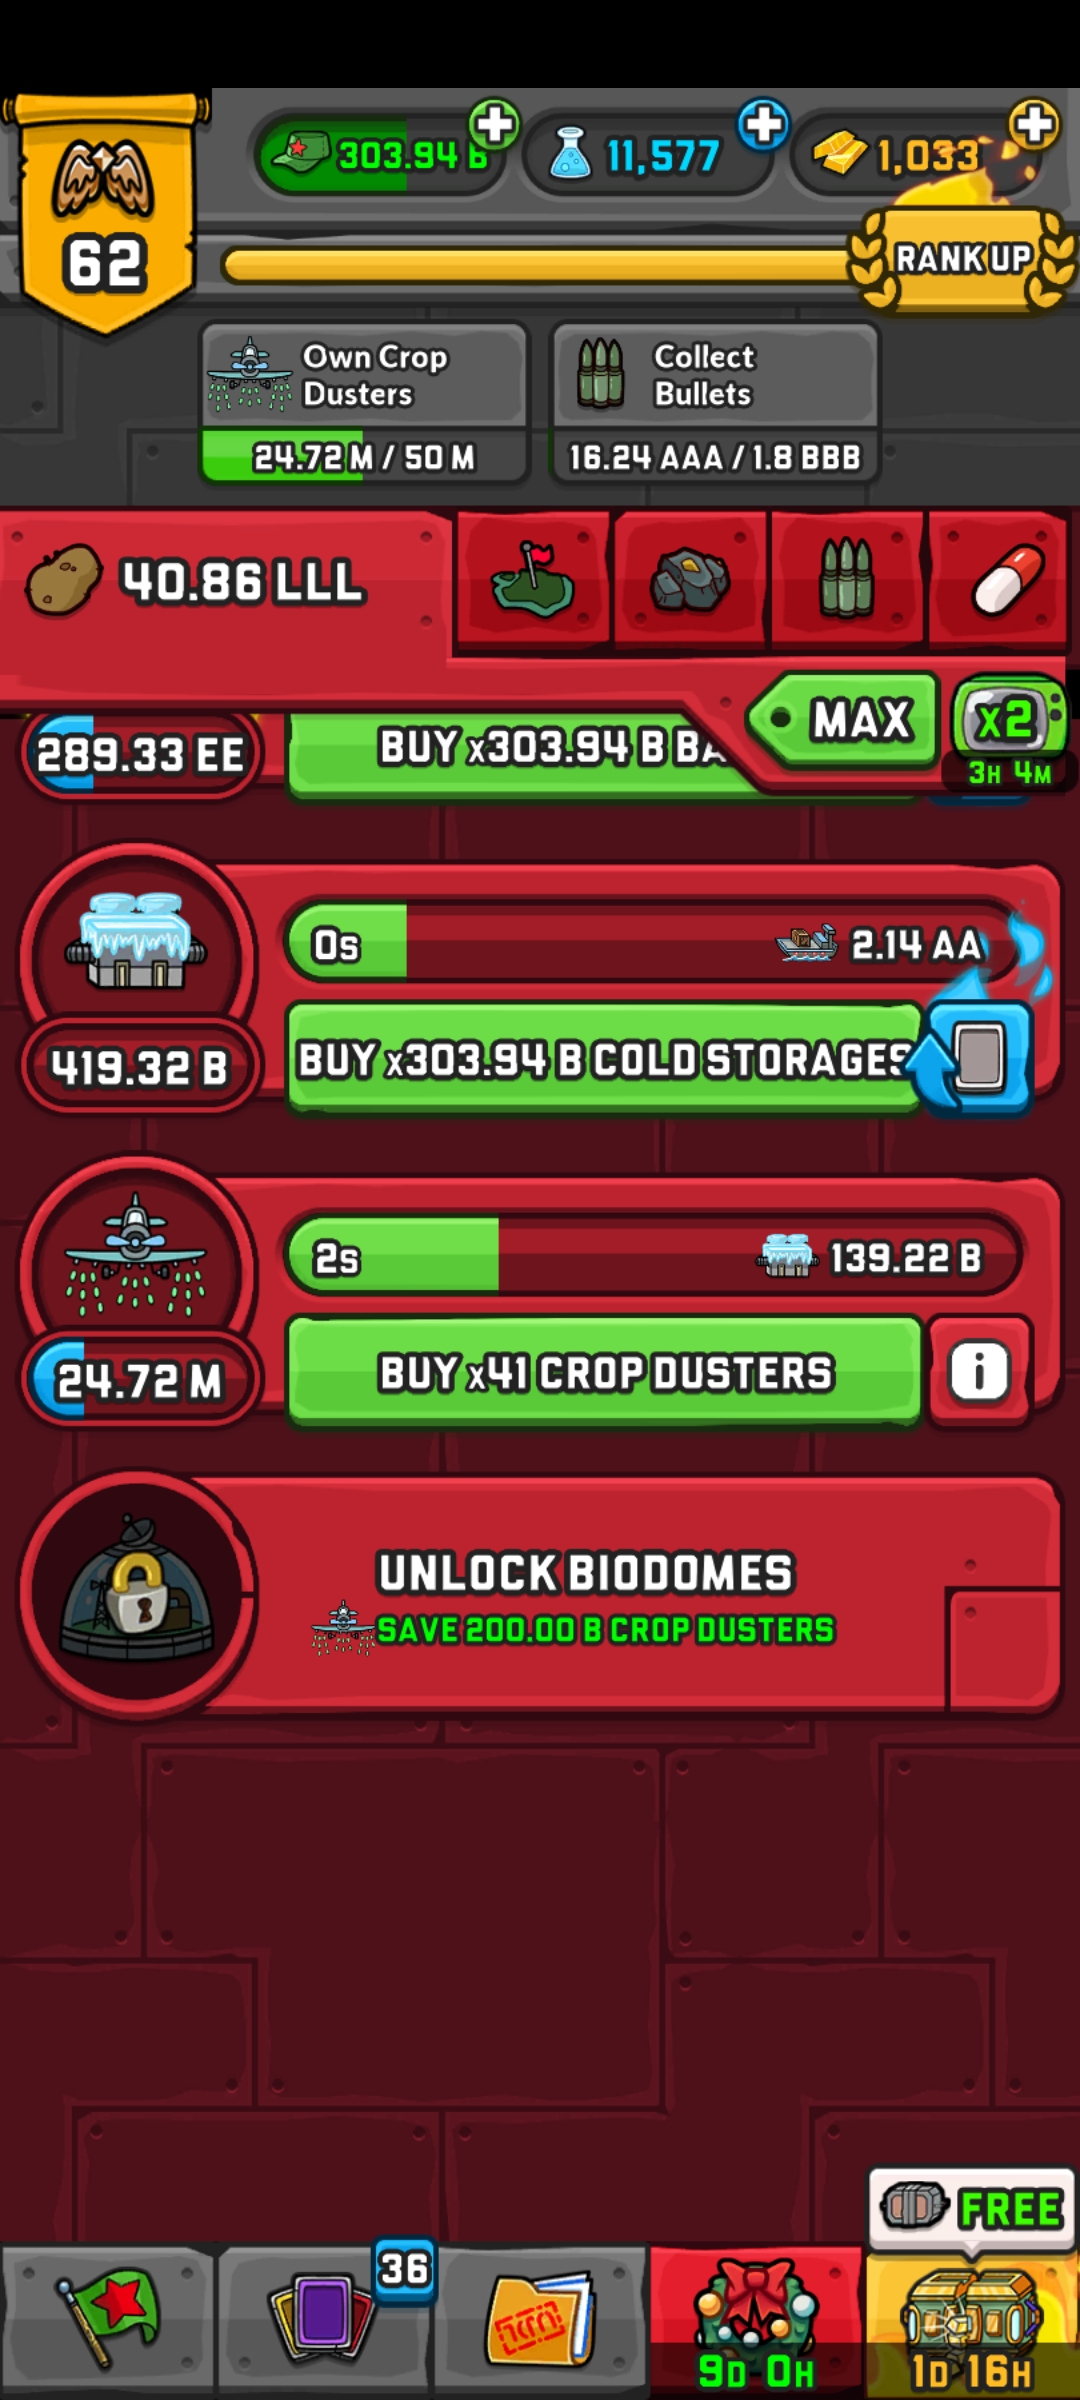 303.94 B
11,577
1,033
62
RANK UP
Own Crop
Dusters
24.72 M / 50 M
Collect
Bullets
16.24 AAA / 1.8 BBB
40.86 LLL
MAX
x2
3H 4M
289.33 EE
BUY x303.94 B BA
0s
2.14 AA
419.32 B
BUY x303.94 B COLD STORAGES
2s
139.22 B
24.72 M
BUY x41 CROP DUSTERS
i
UNLOCK BIODOMES
SAVE 200.00 B CROP DUSTERS
FREE
36
9D 0H
1D 16H